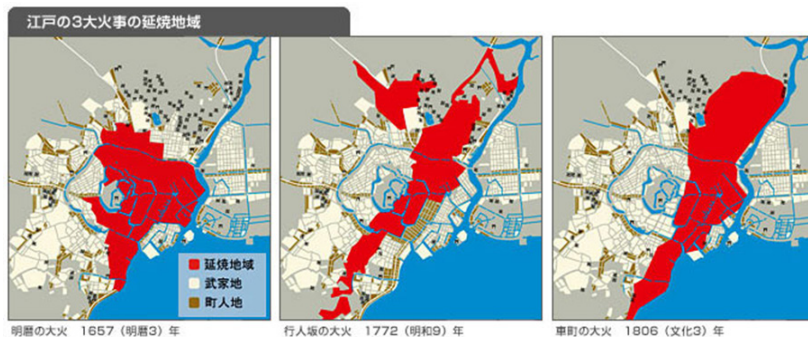 江戸の3大火事の延焼地域
延焼地域
武家地
町人地
明暦の大火　1657（明暦3）年
行人坂の大火　1772（明和9）年
車町の大火　1806（文化3）年